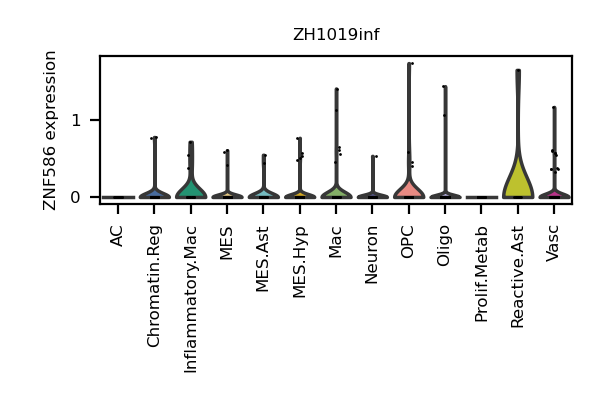 ZH1019inf
ZNF586 expression
1
0
AC
Chromatin.Reg
Inflammatory.Mac
MES
MES.Ast
MES.Hyp
Mac
Neuron
OPC
Oligo
Prolif.Metab
Reactive.Ast
Vasc